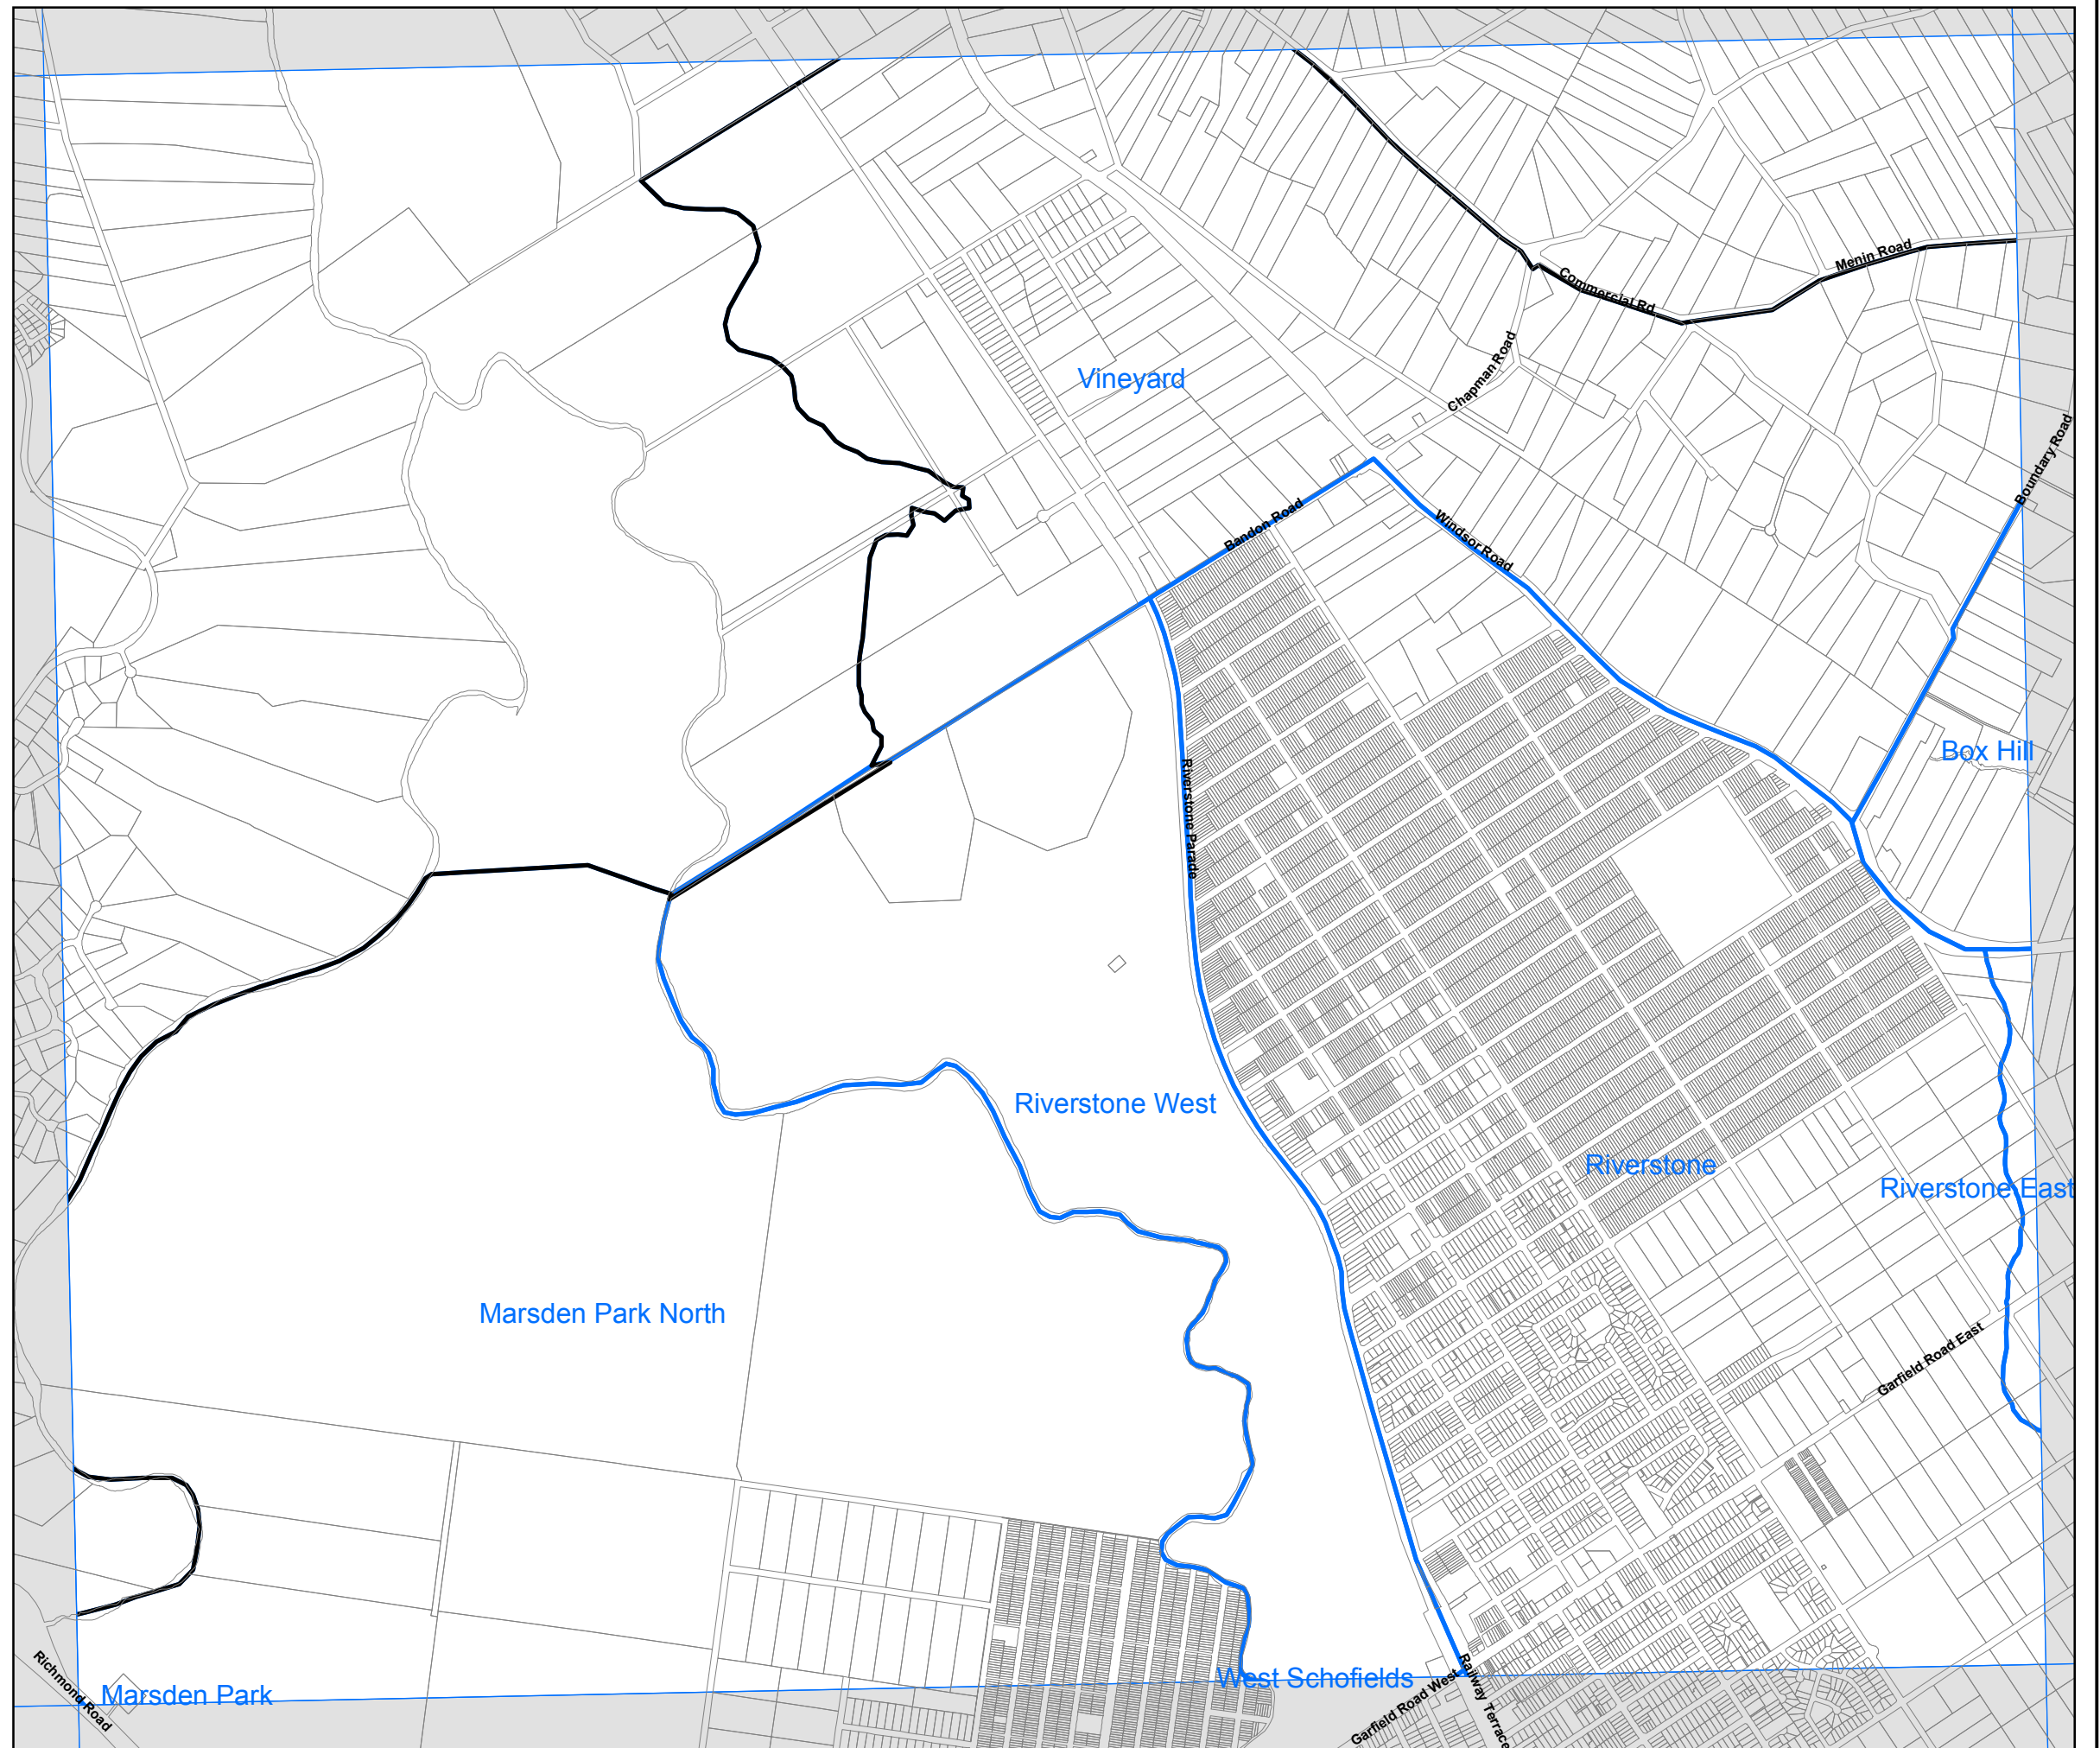 Menin Road
Commercial Rd
Chapman Road
Vineyard
Boundary Road
Bandon Road
Windsor Road
Box Hill
Riverstone Parade
Riverstone West
Riverstone
Riverstone East
Marsden Park North
Garfield Road East
West Schofields
Garfield Road West
Railway Terrace
Marsden Park
Richmond Road